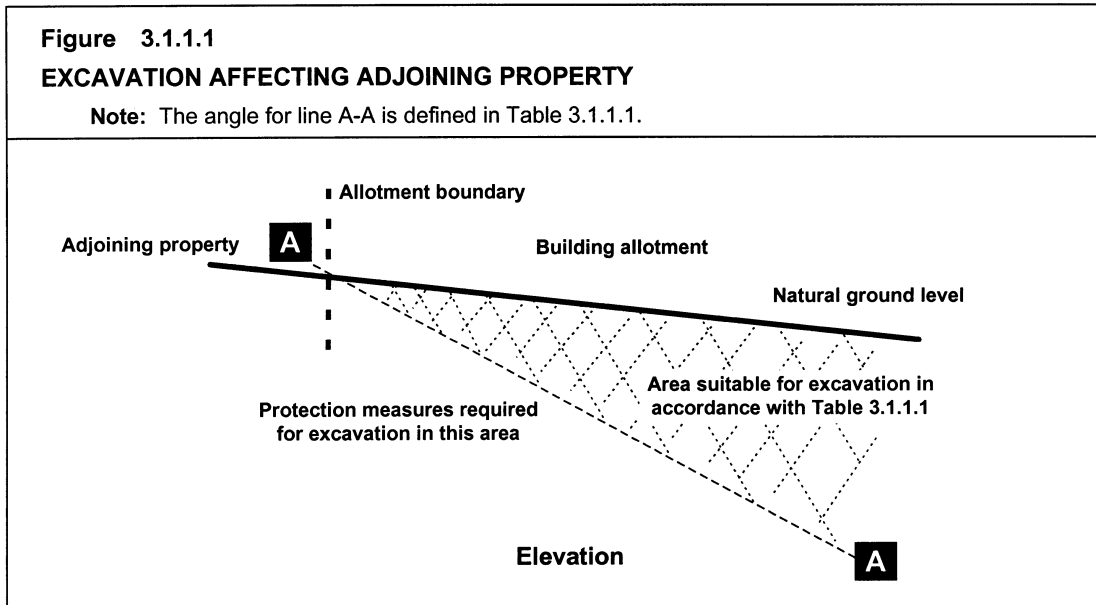 Figure 3.1.1.1
EXCAVATION AFFECTING ADJOINING PROPERTY
Note: The angle for line A-A is defined in Table 3.1.1.1.
Allotment boundary
Adjoining property
A
Building allotment
Natural ground level
Area suitable for excavation in
accordance with Table 3.1.1.1
Protection measures required
for excavation in this area
Elevation
A